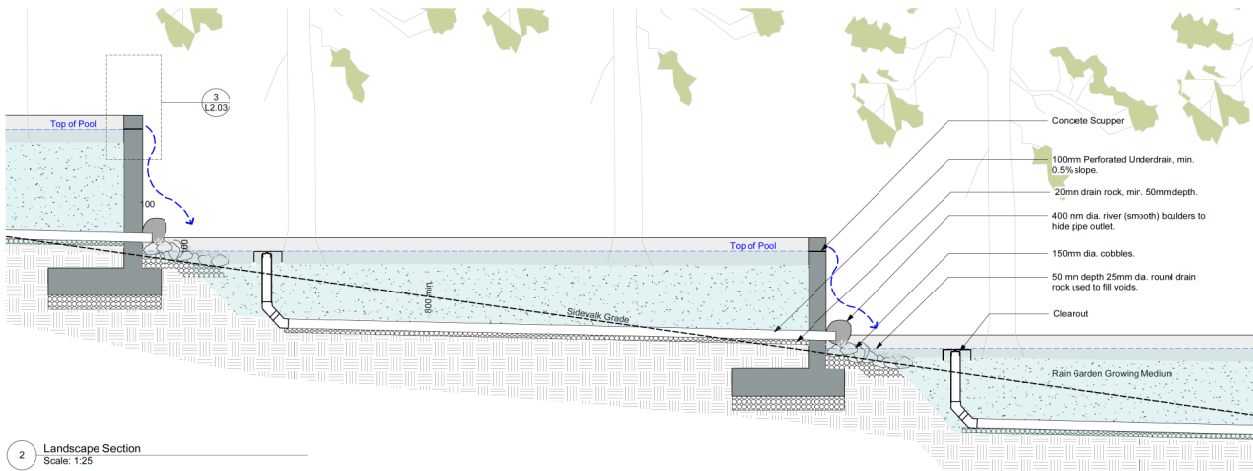 3
L2.03
Top of Pool
Concrete Scupper
100mm Perforated Underdrain, min.
0.5% slope.
20mm drain rock, min. 50mm depth.
400 mm dia. river (smooth) boulders to
hide pipe outlet.
150mm dia. cobbles.
50 mm depth 25mm dia. round drain
rock used to fill voids.
Clearout
100
Top of Pool
800 min.
Sidewalk Grade
Rain Garden Growing Medium
2
Landscape Section
Scale: 1:25